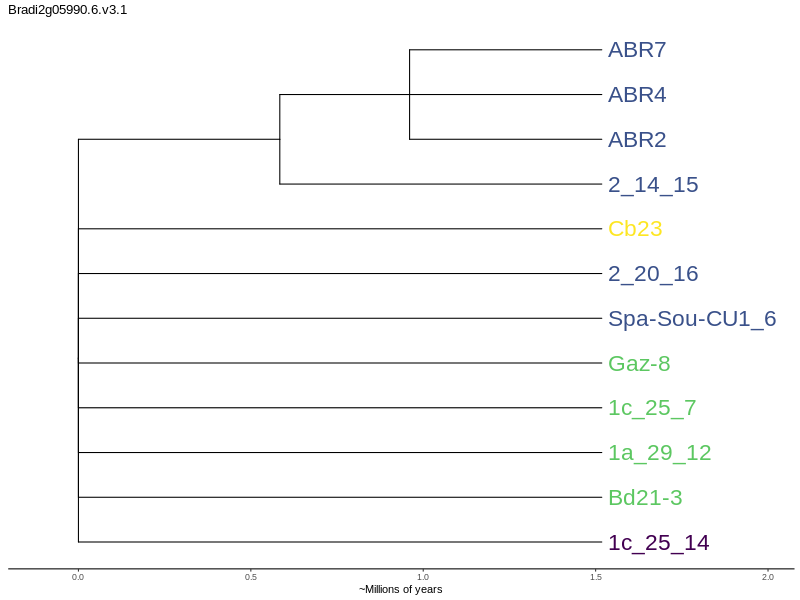 Bradi2g05990.6.v3.1
ABR7
ABR4
ABR2
2_14_15
Cb23
2_20_16
Spa-Sou-CU1_6
Gaz-8
1c_25_7
1a_29_12
Bd21-3
1c_25_14
0.0 0.5 1.0 1.5 2.0
~Millions of years